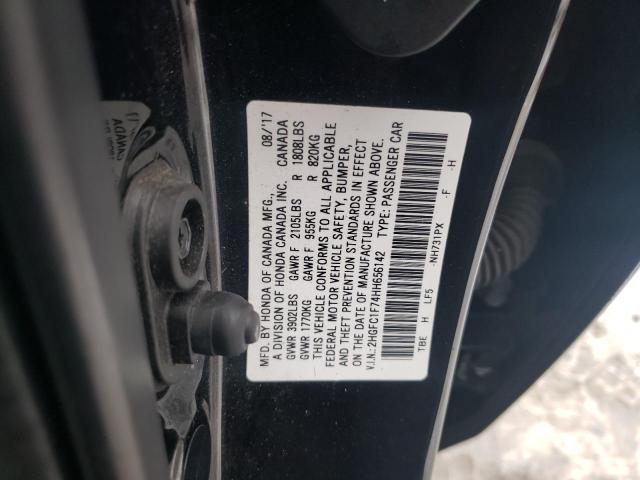 MFD. BY HONDA OF CANADA MFG., 08/'17
A DIVISION OF HONDA CANADA INC. CANADA
GVWR 3902LBS GAWR F 2105LBS R 1808LBS
GVWR 1770KG GAWR F 955KG R 820KG
THIS VEHICLE CONFORMS TO ALL APPLICABLE
FEDERAL MOTOR VEHICLE SAFETY, BUMPER,
AND THEFT PREVENTION STANDARDS IN EFFECT
ON THE DATE OF MANUFACTURE SHOWN ABOVE.
V.I.N.: 2HGFC1F74HH656142 TYPE: PASSENGER CAR
TBE H LF5 -NH731PX -F -H